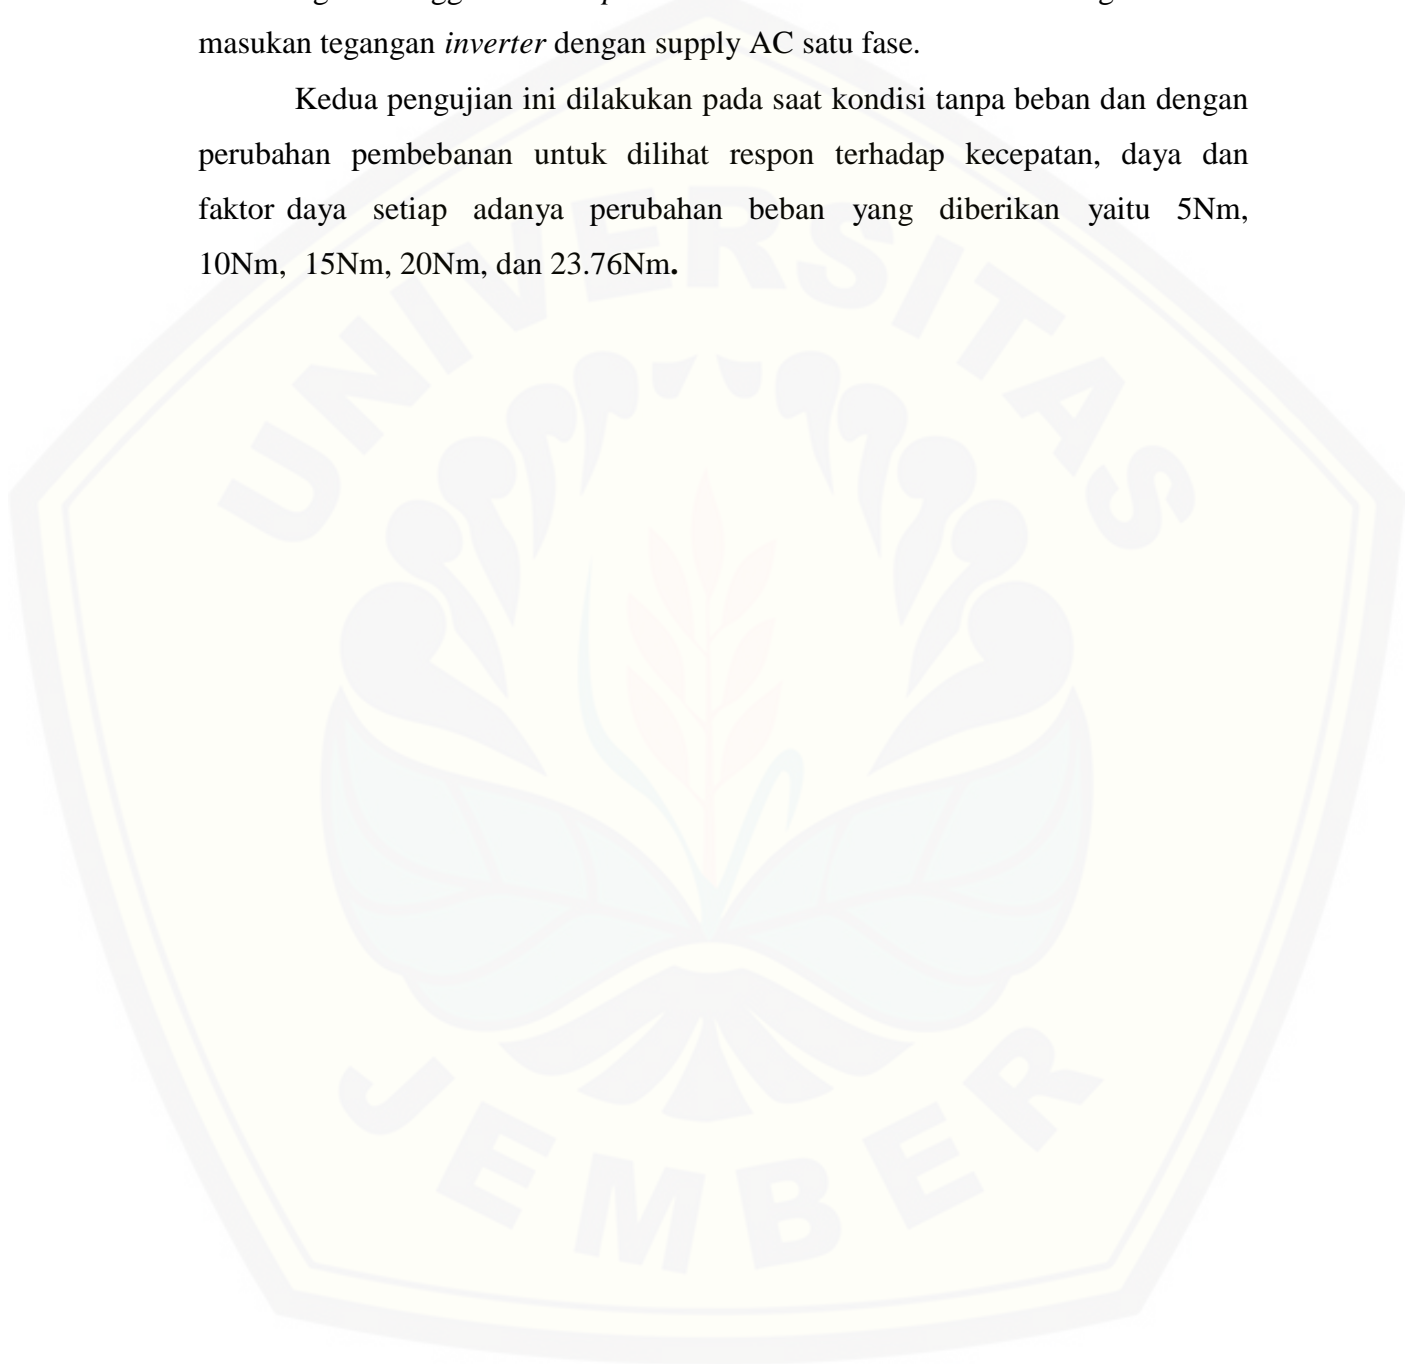 masukan tegangan inverter dengan supply AC satu fase.
Kedua pengujian ini dilakukan pada saat kondisi tanpa beban dan dengan
perubahan pembebanan untuk dilihat respon terhadap kecepatan, daya dan
faktor daya setiap adanya perubahan beban yang diberikan yaitu 5Nm,
10Nm, 15Nm, 20Nm, dan 23.76Nm.
UNIVERSITAS
JEMBER